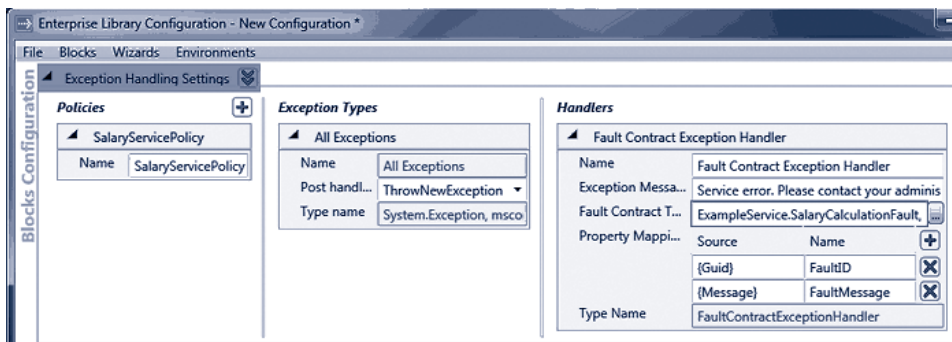 Enterprise Library Configuration - New Configuration *
File Blocks Wizards Environments
Blocks Configuration
Exception Handling Settings
Policies
SalaryServicePolicy
Name SalaryServicePolicy
Exception Types
All Exceptions
Name All Exceptions
Post handl... ThrowNewException
Type name System.Exception, msco
Handlers
Fault Contract Exception Handler
Name Fault Contract Exception Handler
Exception Messa... Service error. Please contact your adminis
Fault Contract T... ExampleService.SalaryCalculationFault,
Property Mappi... Source Name
{Guid} FaultID
{Message} FaultMessage
Type Name FaultContractExceptionHandler